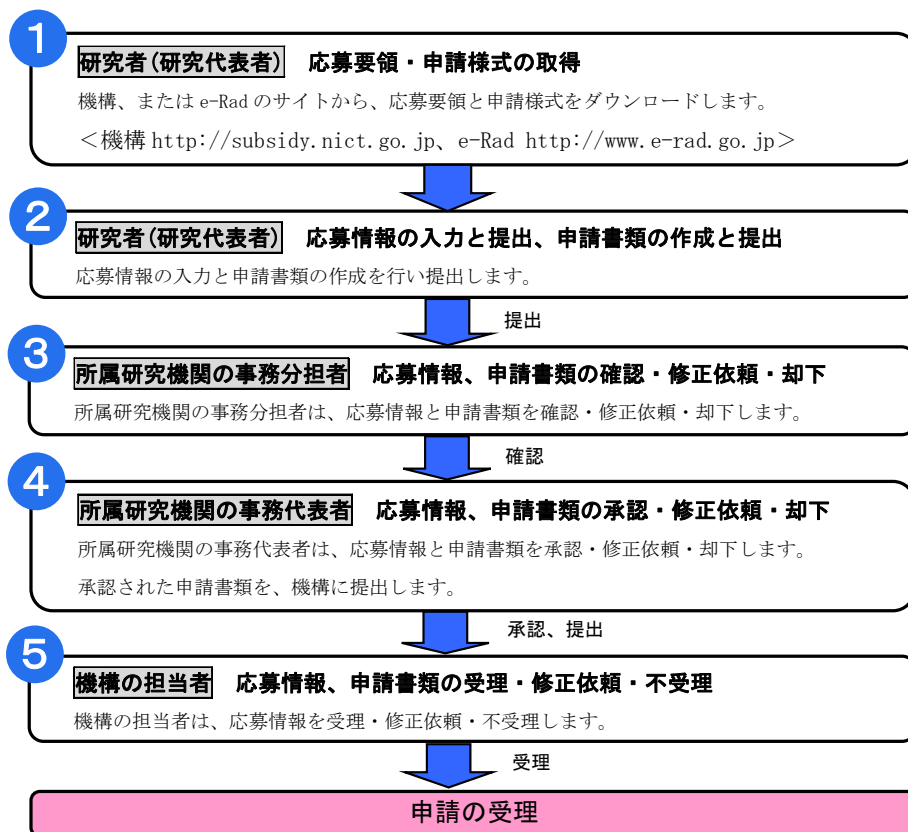 1
研究者(研究代表者) 応募要領・申請様式の取得
機構、または e-Rad のサイトから、応募要領と申請様式をダウンロードします。
＜機構 http://subsidy.nict.go.jp、e-Rad http://www.e-rad.go.jp＞
2
研究者(研究代表者) 応募情報の入力と提出、申請書類の作成と提出
応募情報の入力と申請書類の作成を行い提出します。
提出
3
所属研究機関の事務分担者 応募情報、申請書類の確認・修正依頼・却下
所属研究機関の事務分担者は、応募情報と申請書類を確認・修正依頼・却下します。
確認
4
所属研究機関の事務代表者 応募情報、申請書類の承認・修正依頼・却下
所属研究機関の事務代表者は、応募情報と申請書類を承認・修正依頼・却下します。
承認された申請書類を、機構に提出します。
承認、提出
5
機構の担当者 応募情報、申請書類の受理・修正依頼・不受理
機構の担当者は、応募情報を受理・修正依頼・不受理します。
受理
申請の受理